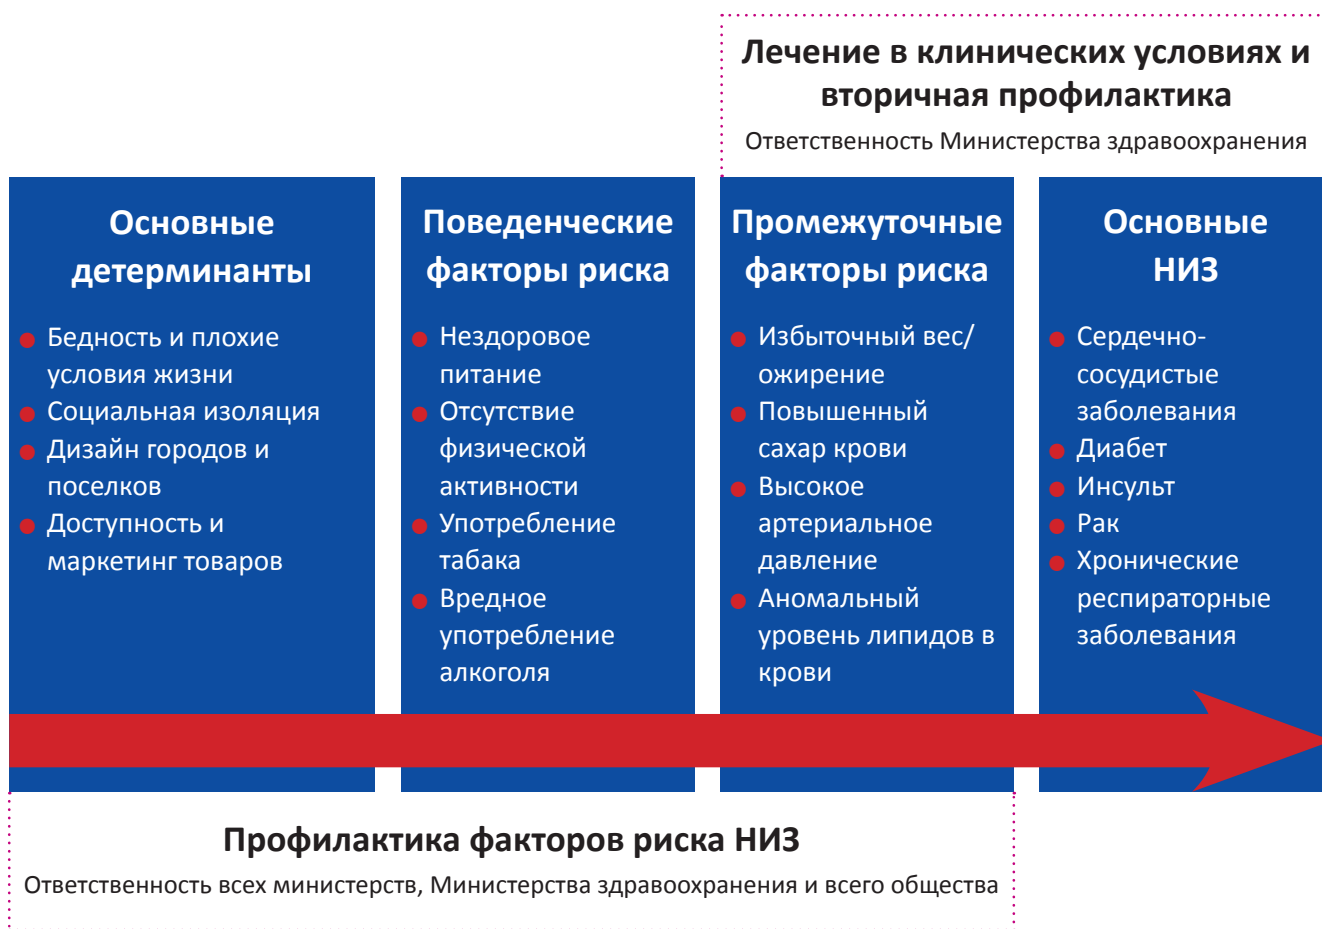 Лечение в клинических условиях и
вторичная профилактика
Ответственность Министерства здравоохранения
Основные
детерминанты
Бедность и плохие
условия жизни
Социальная изоляция
Дизайн городов и
поселков
Доступность и
маркетинг товаров
Поведенческие
факторы риска
Нездоровое
питание
Отсутствие
физической
активности
Употребление
табака
Вредное
употребление
алкоголя
Промежуточные
факторы риска
Избыточный вес/
ожирение
Повышенный
сахар крови
Высокое
артериальное
давление
Аномальный
уровень липидов в
крови
Основные
НИЗ
Сердечно-
сосудистые
заболевания
Диабет
Инсульт
Рак
Хронические
респираторные
заболевания
Профилактика факторов риска НИЗ
Ответственность всех министерств, Министерства здравоохранения и всего общества